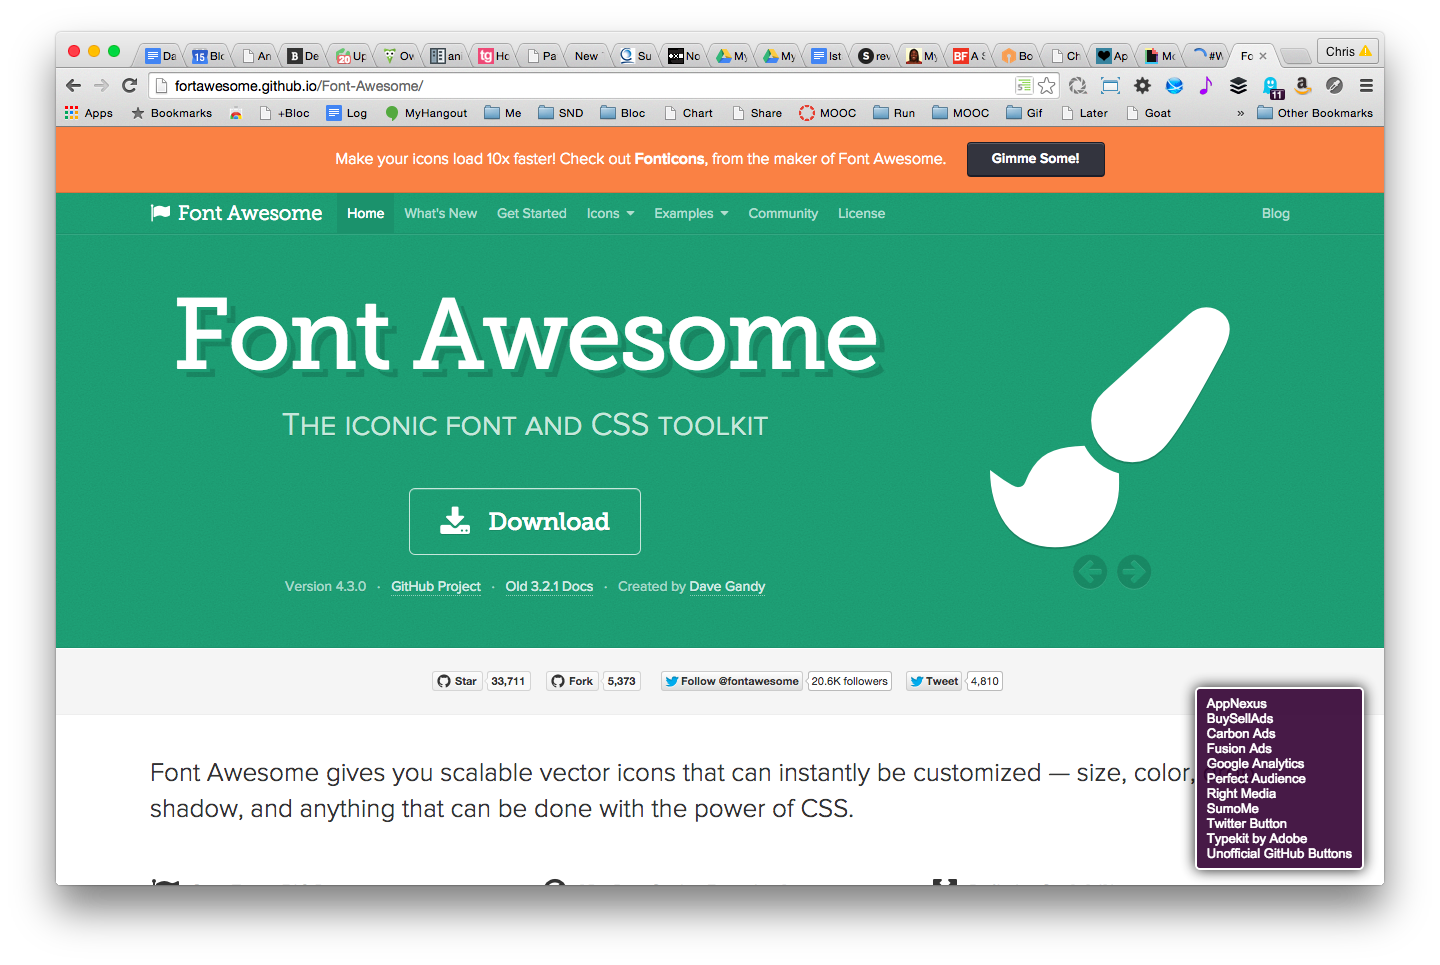 Da
15 Blo
An
B De
20 Up
Ov
an
tg Ho
Pa
New
Su
No
My
My
Ist
S rev
My
BF A S
Bo
Ch
Ap
Mo
#W
Fo
Chris
fortawesome.github.io/Font-Awesome/
11
Apps
Bookmarks
+Bloc
Log
MyHangout
Me
SND
Bloc
Chart
Share
MOOC
Run
MOOC
Gif
Later
Goat
»
Other Bookmarks
Make your icons load 10x faster! Check out Fonticons, from the maker of Font Awesome.
Gimme Some!
Font Awesome
Home
What's New
Get Started
Icons
Examples
Community
License
Blog
Font Awesome
The iconic font and CSS toolkit
Download
Version 4.3.0 · GitHub Project · Old 3.2.1 Docs · Created by Dave Gandy
Star 33,711
Fork 5,373
Follow @fontawesome 20.6K followers
Tweet 4,810
Font Awesome gives you scalable vector icons that can instantly be customized — size, color,
shadow, and anything that can be done with the power of CSS.
AppNexus
BuySellAds
Carbon Ads
Fusion Ads
Google Analytics
Perfect Audience
Right Media
SumoMe
Twitter Button
Typekit by Adobe
Unofficial GitHub Buttons